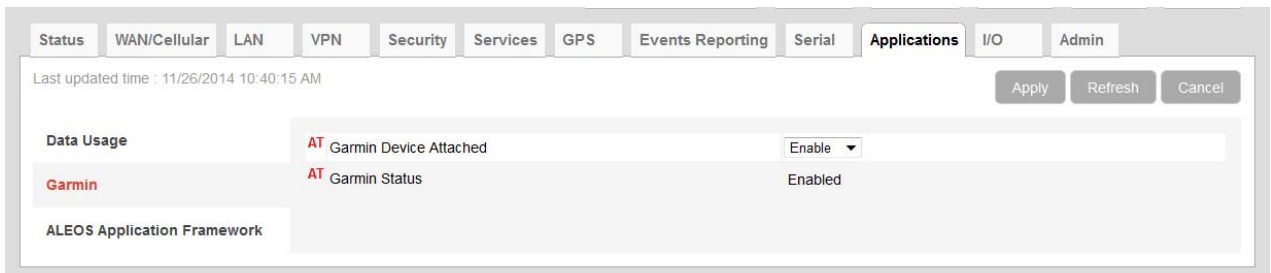 Status WAN/Cellular LAN VPN Security Services GPS Events Reporting Serial Applications I/O Admin
Last updated time : 11/26/2014 10:40:15 AM
Apply Refresh Cancel
Data Usage
AT Garmin Device Attached Enable
Garmin
AT Garmin Status Enabled
ALEOS Application Framework